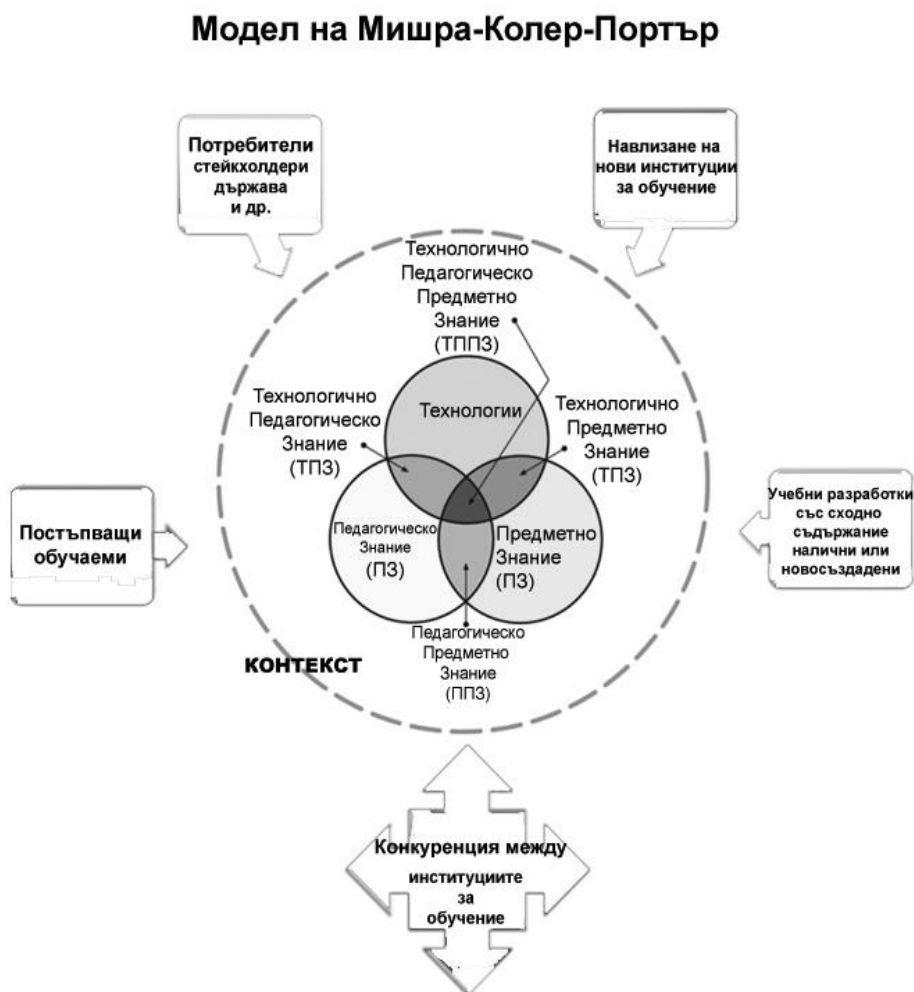 Модел на Мишра-Колер-Портър
Потребители
стейкхолдери
държава
и др.
Навлизане на
нови институции
за обучение
Технологично
Педагогическо
Предметно
Знание
(ТППЗ)
Технологично
Педагогическо
Знание
(ТПЗ)
Технологии
Технологично
Предметно
Знание
(ТПЗ)
Постъпващи
обучаеми
Педагогическо
Знание
(ПЗ)
Предметно
Знание
(ПЗ)
Учебни разработки
със сходно
съдържание
налични или
новосъздадени
Педагогическо
Предметно
Знание
(ППЗ)
КОНТЕКСТ
Конкуренция между
институциите
за
обучение